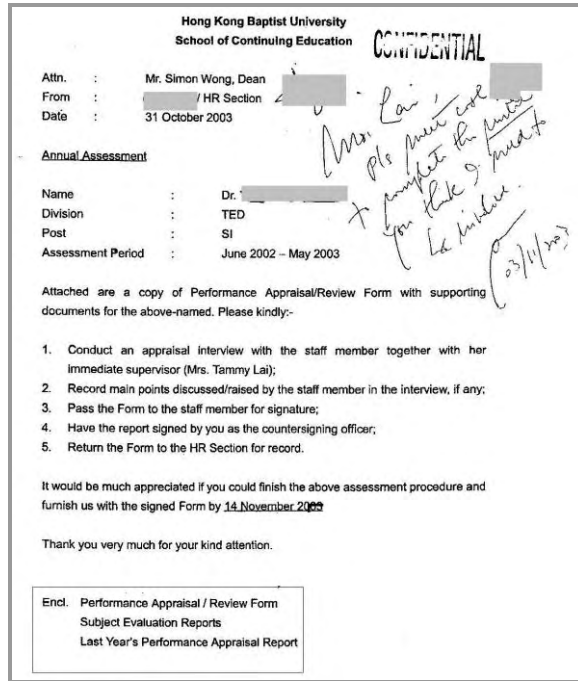 Hong Kong Baptist University
School of Continuing Education
CONFIDENTIAL
Attn. : Mr. Simon Wong, Dean
From : / HR Section
Date : 31 October 2003
Mrs. Lai,
Pls meet
to complete the
you think I need to
be involve.
03/11/2003
Annual Assessment
Name : Dr.
Division : TED
Post : SI
Assessment Period : June 2002 – May 2003
Attached are a copy of Performance Appraisal/Review Form with supporting
documents for the above-named. Please kindly:-
1. Conduct an appraisal interview with the staff member together with her
immediate supervisor (Mrs. Tammy Lai);
2. Record main points discussed/raised by the staff member in the interview, if any;
3. Pass the Form to the staff member for signature;
4. Have the report signed by you as the countersigning officer;
5. Return the Form to the HR Section for record.
It would be much appreciated if you could finish the above assessment procedure and
furnish us with the signed Form by 14 November 2003
Thank you very much for your kind attention.
Encl. Performance Appraisal / Review Form
Subject Evaluation Reports
Last Year's Performance Appraisal Report